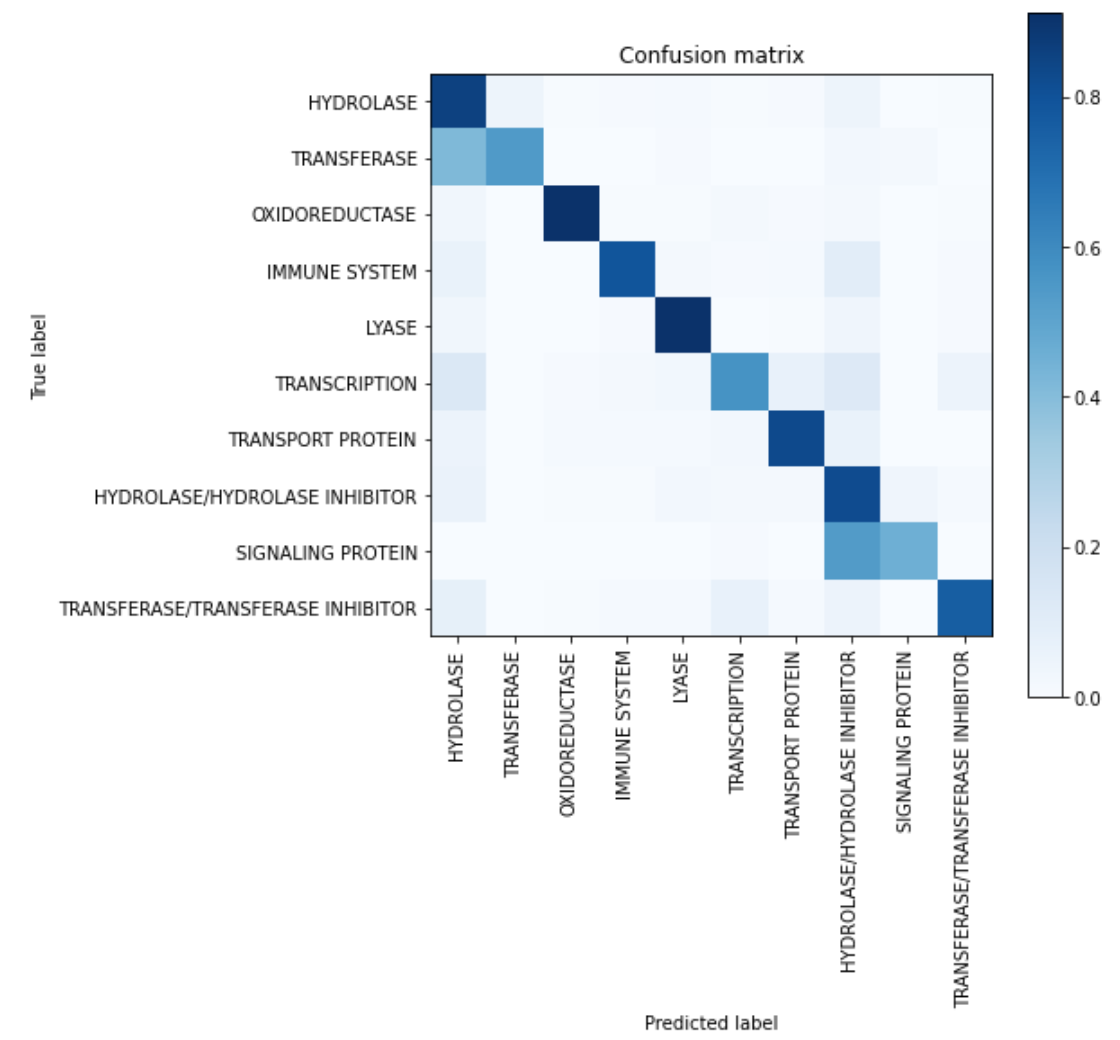 Confusion matrix
HYDROLASE
TRANSFERASE
OXIDOREDUCTASE
IMMUNE SYSTEM
LYASE
TRANSCRIPTION
TRANSPORT PROTEIN
HYDROLASE/HYDROLASE INHIBITOR
SIGNALING PROTEIN
TRANSFERASE/TRANSFERASE INHIBITOR
True label
HYDROLASE
TRANSFERASE
OXIDOREDUCTASE
IMMUNE SYSTEM
LYASE
TRANSCRIPTION
TRANSPORT PROTEIN
HYDROLASE/HYDROLASE INHIBITOR
SIGNALING PROTEIN
TRANSFERASE/TRANSFERASE INHIBITOR
Predicted label
0.8
0.6
0.4
0.2
0.0